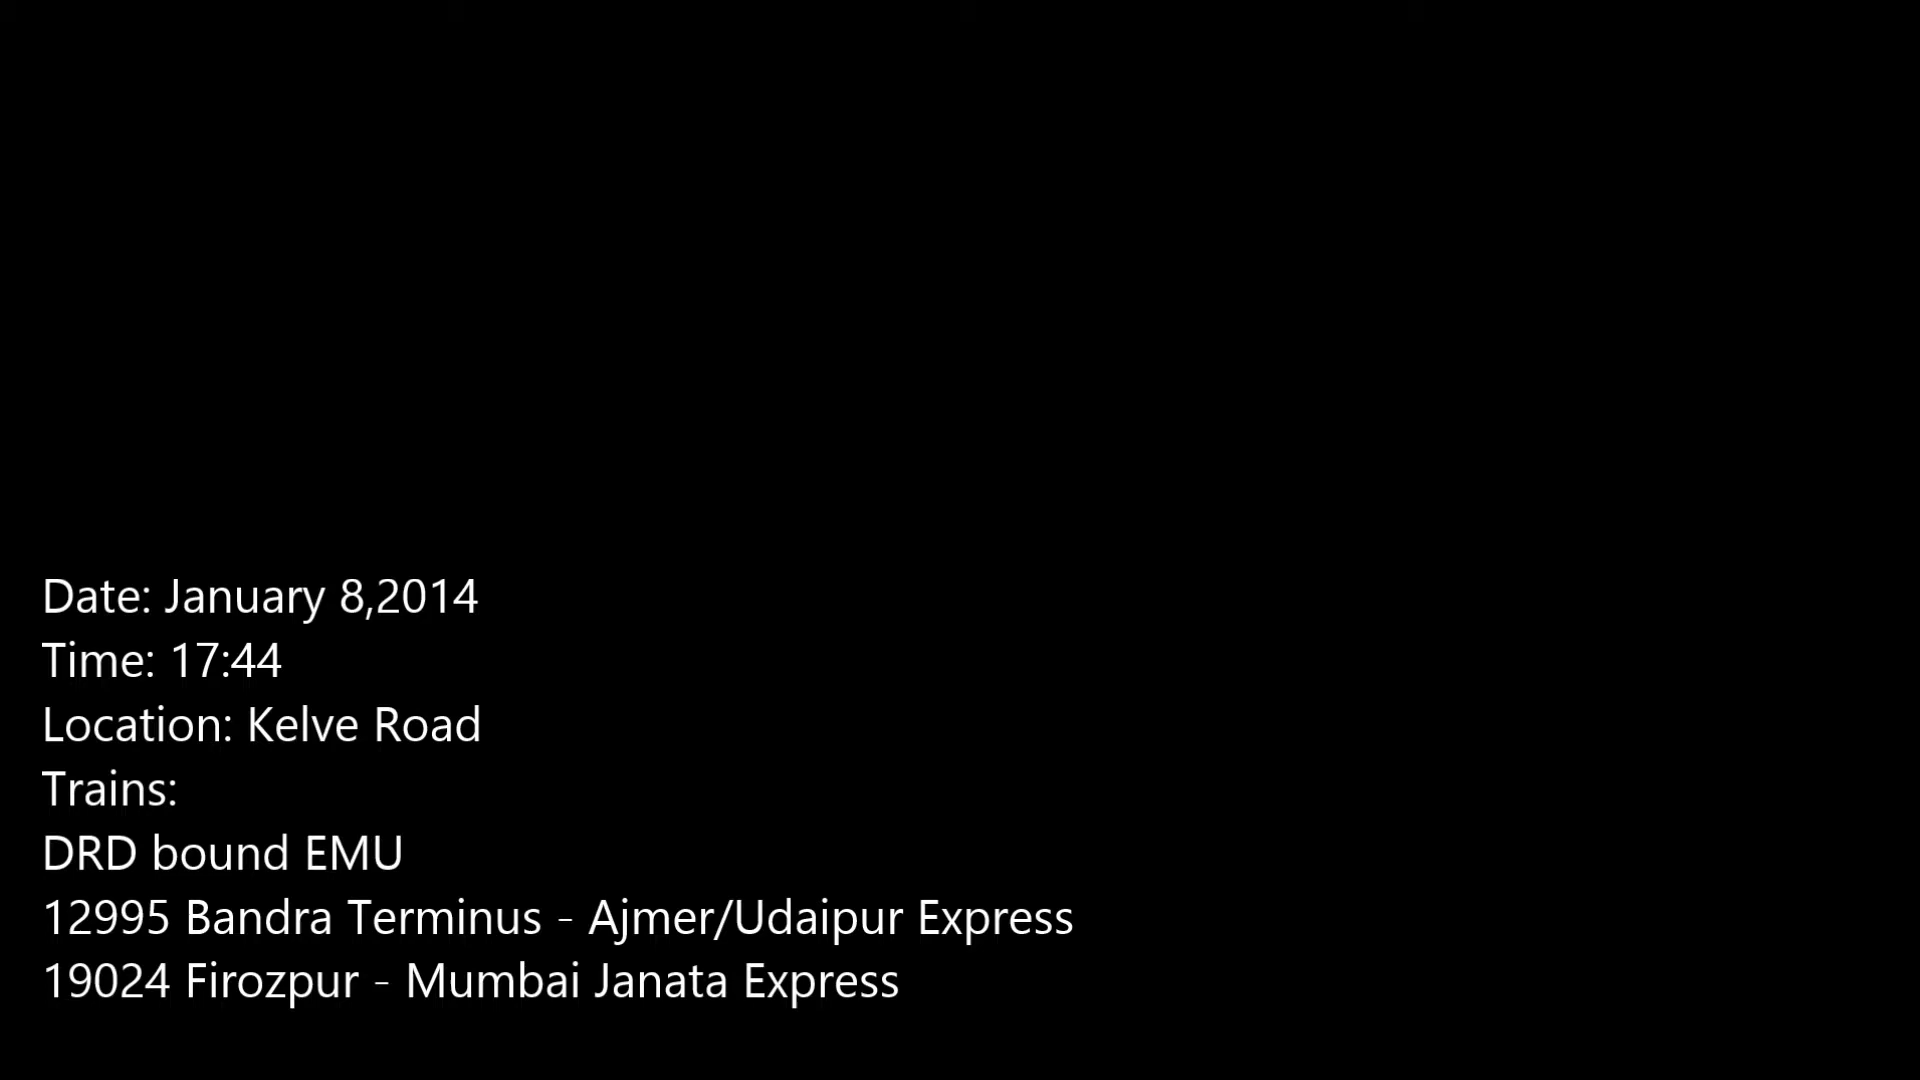 Date: January 8,2014
Time: 17:44
Location: Kelve Road
Trains:
DRD bound EMU
12995 Bandra Terminus - Ajmer/Udaipur Express
19024 Firozpur - Mumbai Janata Express